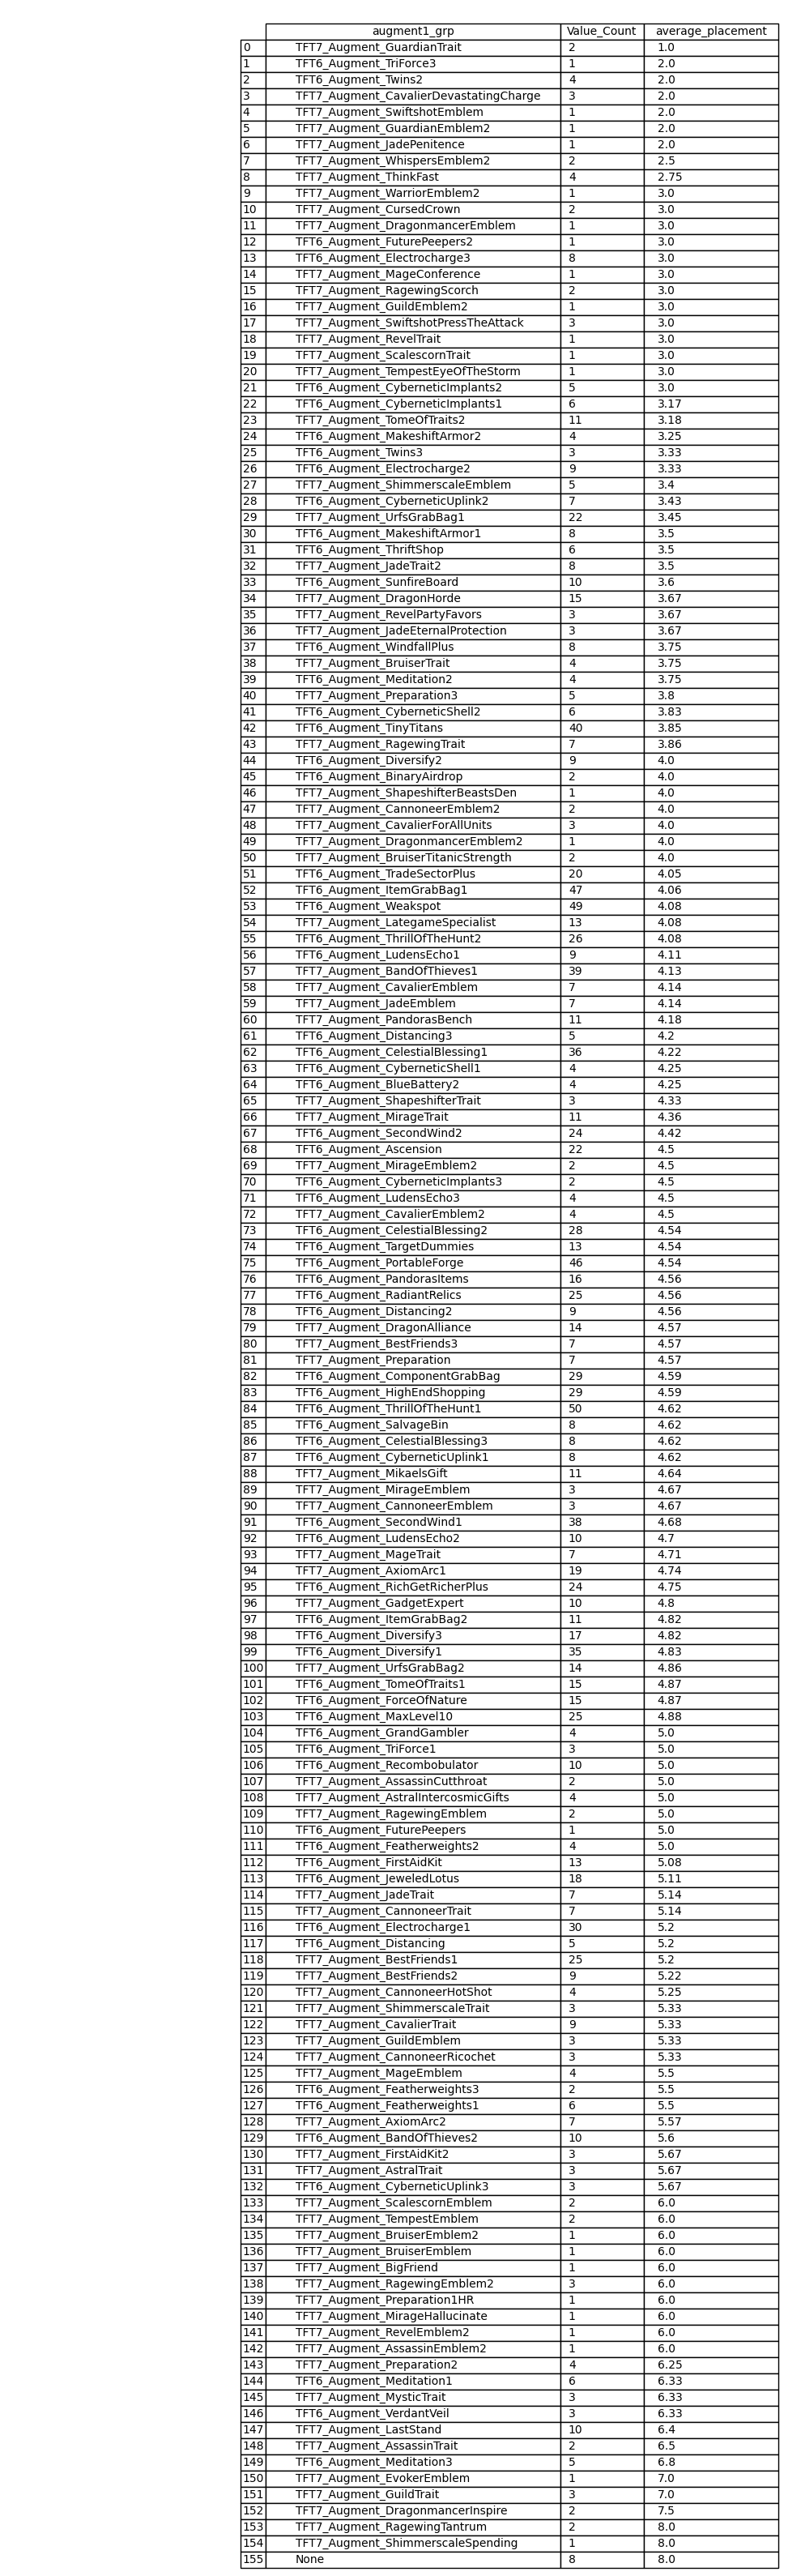 augment1_grp Value_Count average_placement
0 TFT7_Augment_GuardianTrait 2 1.0
1 TFT6_Augment_TriForce3 1 2.0
2 TFT6_Augment_Twins2 4 2.0
3 TFT7_Augment_CavalierDevastatingCharge 3 2.0
4 TFT7_Augment_SwiftshotEmblem 1 2.0
5 TFT7_Augment_GuardianEmblem2 1 2.0
6 TFT7_Augment_JadePenitence 1 2.0
7 TFT7_Augment_WhispersEmblem2 2 2.5
8 TFT7_Augment_ThinkFast 4 2.75
9 TFT7_Augment_WarriorEmblem2 1 3.0
10 TFT7_Augment_CursedCrown 2 3.0
11 TFT7_Augment_DragonmancerEmblem 1 3.0
12 TFT6_Augment_FuturePeepers2 1 3.0
13 TFT6_Augment_Electrocharge3 8 3.0
14 TFT7_Augment_MageConference 1 3.0
15 TFT7_Augment_RagewingScorch 2 3.0
16 TFT7_Augment_GuildEmblem2 1 3.0
17 TFT7_Augment_SwiftshotPressTheAttack 3 3.0
18 TFT7_Augment_RevelTrait 1 3.0
19 TFT7_Augment_ScalescornTrait 1 3.0
20 TFT7_Augment_TempestEyeOfTheStorm 1 3.0
21 TFT6_Augment_CyberneticImplants2 5 3.0
22 TFT6_Augment_CyberneticImplants1 6 3.17
23 TFT7_Augment_TomeOfTraits2 11 3.18
24 TFT6_Augment_MakeshiftArmor2 4 3.25
25 TFT6_Augment_Twins3 3 3.33
26 TFT6_Augment_Electrocharge2 9 3.33
27 TFT7_Augment_ShimmerscaleEmblem 5 3.4
28 TFT6_Augment_CyberneticUplink2 7 3.43
29 TFT7_Augment_UrfsGrabBag1 22 3.45
30 TFT6_Augment_MakeshiftArmor1 8 3.5
31 TFT6_Augment_ThriftShop 6 3.5
32 TFT7_Augment_JadeTrait2 8 3.5
33 TFT6_Augment_SunfireBoard 10 3.6
34 TFT7_Augment_DragonHorde 15 3.67
35 TFT7_Augment_RevelPartyFavors 3 3.67
36 TFT7_Augment_JadeEternalProtection 3 3.67
37 TFT6_Augment_WindfallPlus 8 3.75
38 TFT7_Augment_BruiserTrait 4 3.75
39 TFT6_Augment_Meditation2 4 3.75
40 TFT7_Augment_Preparation3 5 3.8
41 TFT6_Augment_CyberneticShell2 6 3.83
42 TFT6_Augment_TinyTitans 40 3.85
43 TFT7_Augment_RagewingTrait 7 3.86
44 TFT6_Augment_Diversify2 9 4.0
45 TFT6_Augment_BinaryAirdrop 2 4.0
46 TFT7_Augment_ShapeshifterBeastsDen 1 4.0
47 TFT7_Augment_CannoneerEmblem2 2 4.0
48 TFT7_Augment_CavalierForAllUnits 3 4.0
49 TFT7_Augment_DragonmancerEmblem2 1 4.0
50 TFT7_Augment_BruiserTitanicStrength 2 4.0
51 TFT6_Augment_TradeSectorPlus 20 4.05
52 TFT6_Augment_ItemGrabBag1 47 4.06
53 TFT6_Augment_Weakspot 49 4.08
54 TFT7_Augment_LategameSpecialist 13 4.08
55 TFT6_Augment_ThrillOfTheHunt2 26 4.08
56 TFT6_Augment_LudensEcho1 9 4.11
57 TFT7_Augment_BandOfThieves1 39 4.13
58 TFT7_Augment_CavalierEmblem 7 4.14
59 TFT7_Augment_JadeEmblem 7 4.14
60 TFT7_Augment_PandorasBench 11 4.18
61 TFT6_Augment_Distancing3 5 4.2
62 TFT6_Augment_CelestialBlessing1 36 4.22
63 TFT6_Augment_CyberneticShell1 4 4.25
64 TFT6_Augment_BlueBattery2 4 4.25
65 TFT7_Augment_ShapeshifterTrait 3 4.33
66 TFT7_Augment_MirageTrait 11 4.36
67 TFT6_Augment_SecondWind2 24 4.42
68 TFT6_Augment_Ascension 22 4.5
69 TFT7_Augment_MirageEmblem2 2 4.5
70 TFT6_Augment_CyberneticImplants3 2 4.5
71 TFT6_Augment_LudensEcho3 4 4.5
72 TFT7_Augment_CavalierEmblem2 4 4.5
73 TFT6_Augment_CelestialBlessing2 28 4.54
74 TFT6_Augment_TargetDummies 13 4.54
75 TFT6_Augment_PortableForge 46 4.54
76 TFT6_Augment_PandorasItems 16 4.56
77 TFT6_Augment_RadiantRelics 25 4.56
78 TFT6_Augment_Distancing2 9 4.56
79 TFT7_Augment_DragonAlliance 14 4.57
80 TFT7_Augment_BestFriends3 7 4.57
81 TFT7_Augment_Preparation 7 4.57
82 TFT6_Augment_ComponentGrabBag 29 4.59
83 TFT6_Augment_HighEndShopping 29 4.59
84 TFT6_Augment_ThrillOfTheHunt1 50 4.62
85 TFT6_Augment_SalvageBin 8 4.62
86 TFT6_Augment_CelestialBlessing3 8 4.62
87 TFT6_Augment_CyberneticUplink1 8 4.62
88 TFT7_Augment_MikaelsGift 11 4.64
89 TFT7_Augment_MirageEmblem 3 4.67
90 TFT7_Augment_CannoneerEmblem 3 4.67
91 TFT6_Augment_SecondWind1 38 4.68
92 TFT6_Augment_LudensEcho2 10 4.7
93 TFT7_Augment_MageTrait 7 4.71
94 TFT7_Augment_AxiomArc1 19 4.74
95 TFT6_Augment_RichGetRicherPlus 24 4.75
96 TFT7_Augment_GadgetExpert 10 4.8
97 TFT6_Augment_ItemGrabBag2 11 4.82
98 TFT6_Augment_Diversify3 17 4.82
99 TFT6_Augment_Diversify1 35 4.83
100 TFT7_Augment_UrfsGrabBag2 14 4.86
101 TFT6_Augment_TomeOfTraits1 15 4.87
102 TFT6_Augment_ForceOfNature 15 4.87
103 TFT6_Augment_MaxLevel10 25 4.88
104 TFT6_Augment_GrandGambler 4 5.0
105 TFT6_Augment_TriForce1 3 5.0
106 TFT6_Augment_Recombobulator 10 5.0
107 TFT7_Augment_AssassinCutthroat 2 5.0
108 TFT7_Augment_AstralIntercosmicGifts 4 5.0
109 TFT7_Augment_RagewingEmblem 2 5.0
110 TFT6_Augment_FuturePeepers 1 5.0
111 TFT6_Augment_Featherweights2 4 5.0
112 TFT6_Augment_FirstAidKit 13 5.08
113 TFT6_Augment_JeweledLotus 18 5.11
114 TFT7_Augment_JadeTrait 7 5.14
115 TFT7_Augment_CannoneerTrait 7 5.14
116 TFT6_Augment_Electrocharge1 30 5.2
117 TFT6_Augment_Distancing 5 5.2
118 TFT7_Augment_BestFriends1 25 5.2
119 TFT7_Augment_BestFriends2 9 5.22
120 TFT7_Augment_CannoneerHotShot 4 5.25
121 TFT7_Augment_ShimmerscaleTrait 3 5.33
122 TFT7_Augment_CavalierTrait 9 5.33
123 TFT7_Augment_GuildEmblem 3 5.33
124 TFT7_Augment_CannoneerRicochet 3 5.33
125 TFT7_Augment_MageEmblem 4 5.5
126 TFT6_Augment_Featherweights3 2 5.5
127 TFT6_Augment_Featherweights1 6 5.5
128 TFT7_Augment_AxiomArc2 7 5.57
129 TFT6_Augment_BandOfThieves2 10 5.6
130 TFT7_Augment_FirstAidKit2 3 5.67
131 TFT7_Augment_AstralTrait 3 5.67
132 TFT6_Augment_CyberneticUplink3 3 5.67
133 TFT7_Augment_ScalescornEmblem 2 6.0
134 TFT7_Augment_TempestEmblem 2 6.0
135 TFT7_Augment_BruiserEmblem2 1 6.0
136 TFT7_Augment_BruiserEmblem 1 6.0
137 TFT7_Augment_BigFriend 1 6.0
138 TFT7_Augment_RagewingEmblem2 3 6.0
139 TFT7_Augment_Preparation1HR 1 6.0
140 TFT7_Augment_MirageHallucinate 1 6.0
141 TFT7_Augment_RevelEmblem2 1 6.0
142 TFT7_Augment_AssassinEmblem2 1 6.0
143 TFT7_Augment_Preparation2 4 6.25
144 TFT6_Augment_Meditation1 6 6.33
145 TFT7_Augment_MysticTrait 3 6.33
146 TFT6_Augment_VerdantVeil 3 6.33
147 TFT7_Augment_LastStand 10 6.4
148 TFT7_Augment_AssassinTrait 2 6.5
149 TFT6_Augment_Meditation3 5 6.8
150 TFT7_Augment_EvokerEmblem 1 7.0
151 TFT7_Augment_GuildTrait 3 7.0
152 TFT7_Augment_DragonmancerInspire 2 7.5
153 TFT7_Augment_RagewingTantrum 2 8.0
154 TFT7_Augment_ShimmerscaleSpending 1 8.0
155 None 8 8.0